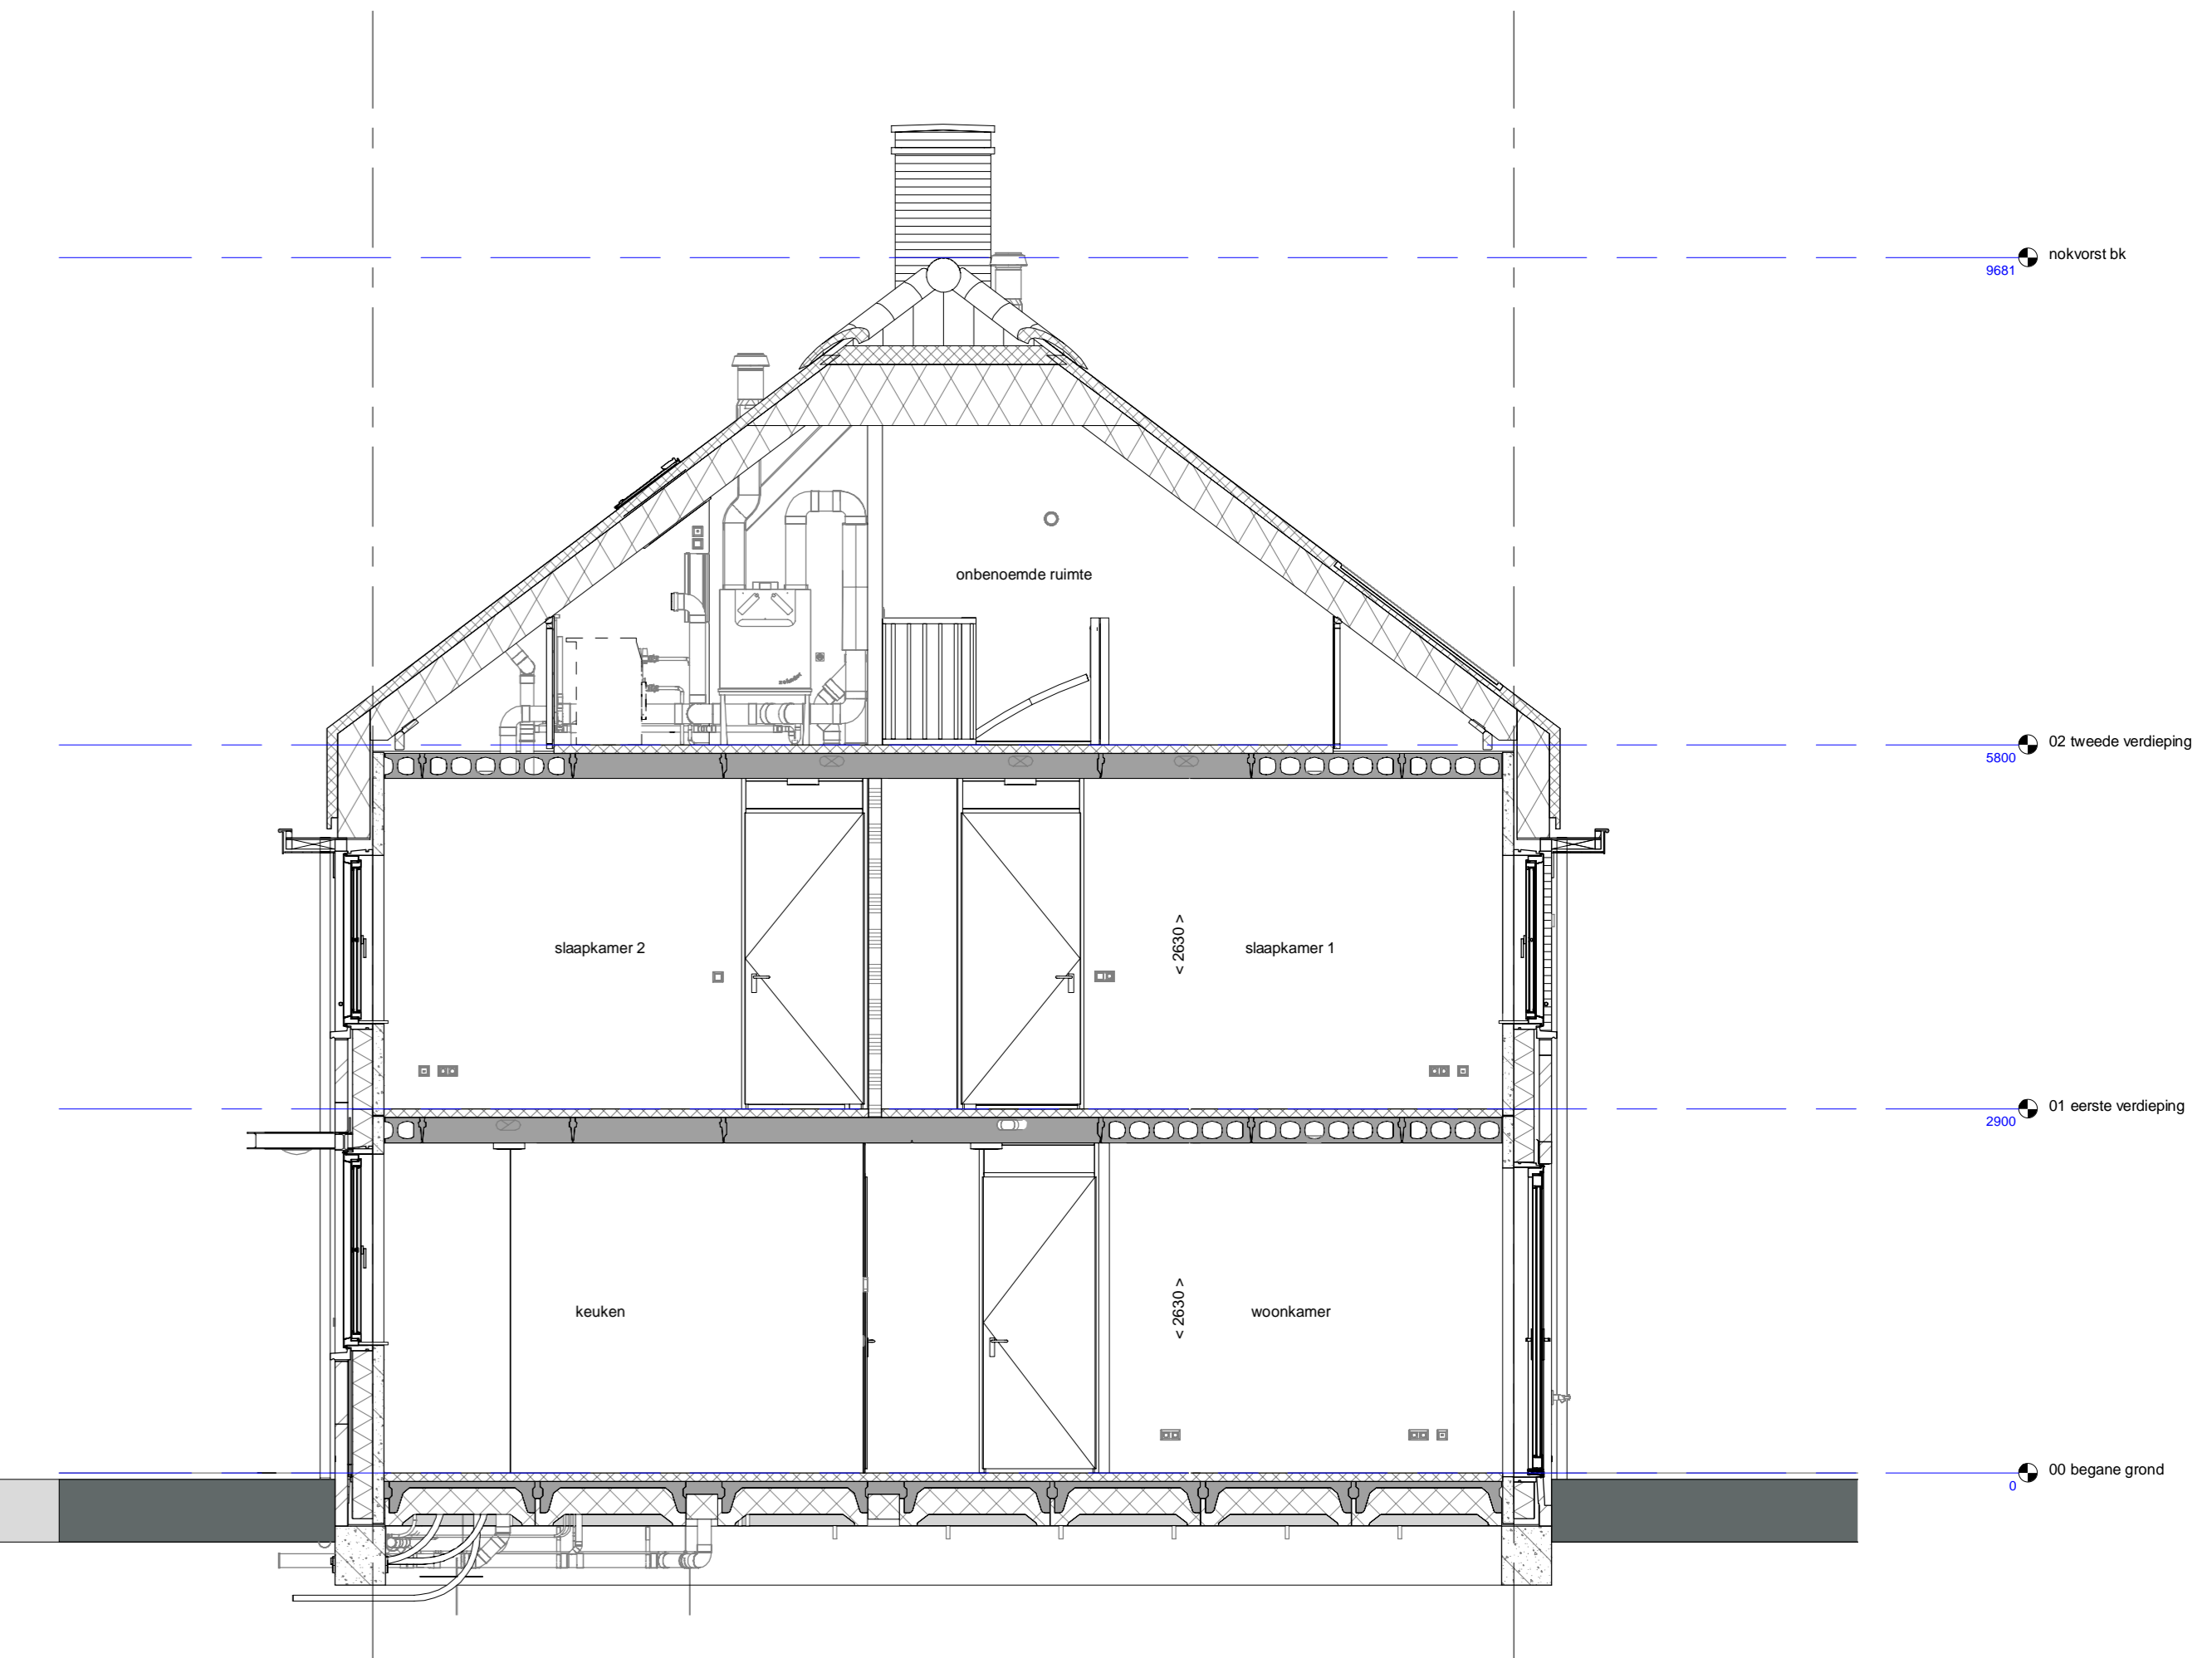 nokvorst bk
9681
onbenoemde ruimte
02 tweede verdieping
5800
slaapkamer 2
< 2630 >
slaapkamer 1
01 eerste verdieping
2900
keuken
< 2630 >
woonkamer
00 begane grond
0